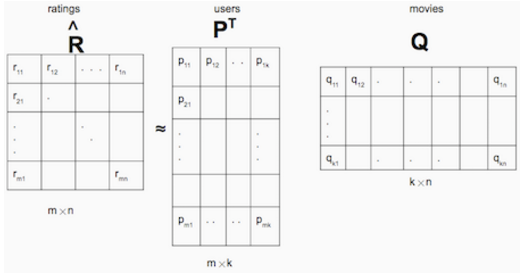 ratings
R̂
r11 r12 . . . r1n
r21 .
. .
. .
.
rm1 rmn
m × n
≈
users
P^T
p11 p12 . . p1k
p21
. .
. .
. .
pm1 . . . . pmk
m × k
movies
Q
q11 q12 . . . q1n
.
.
.
qk1 . . . qkn
k × n